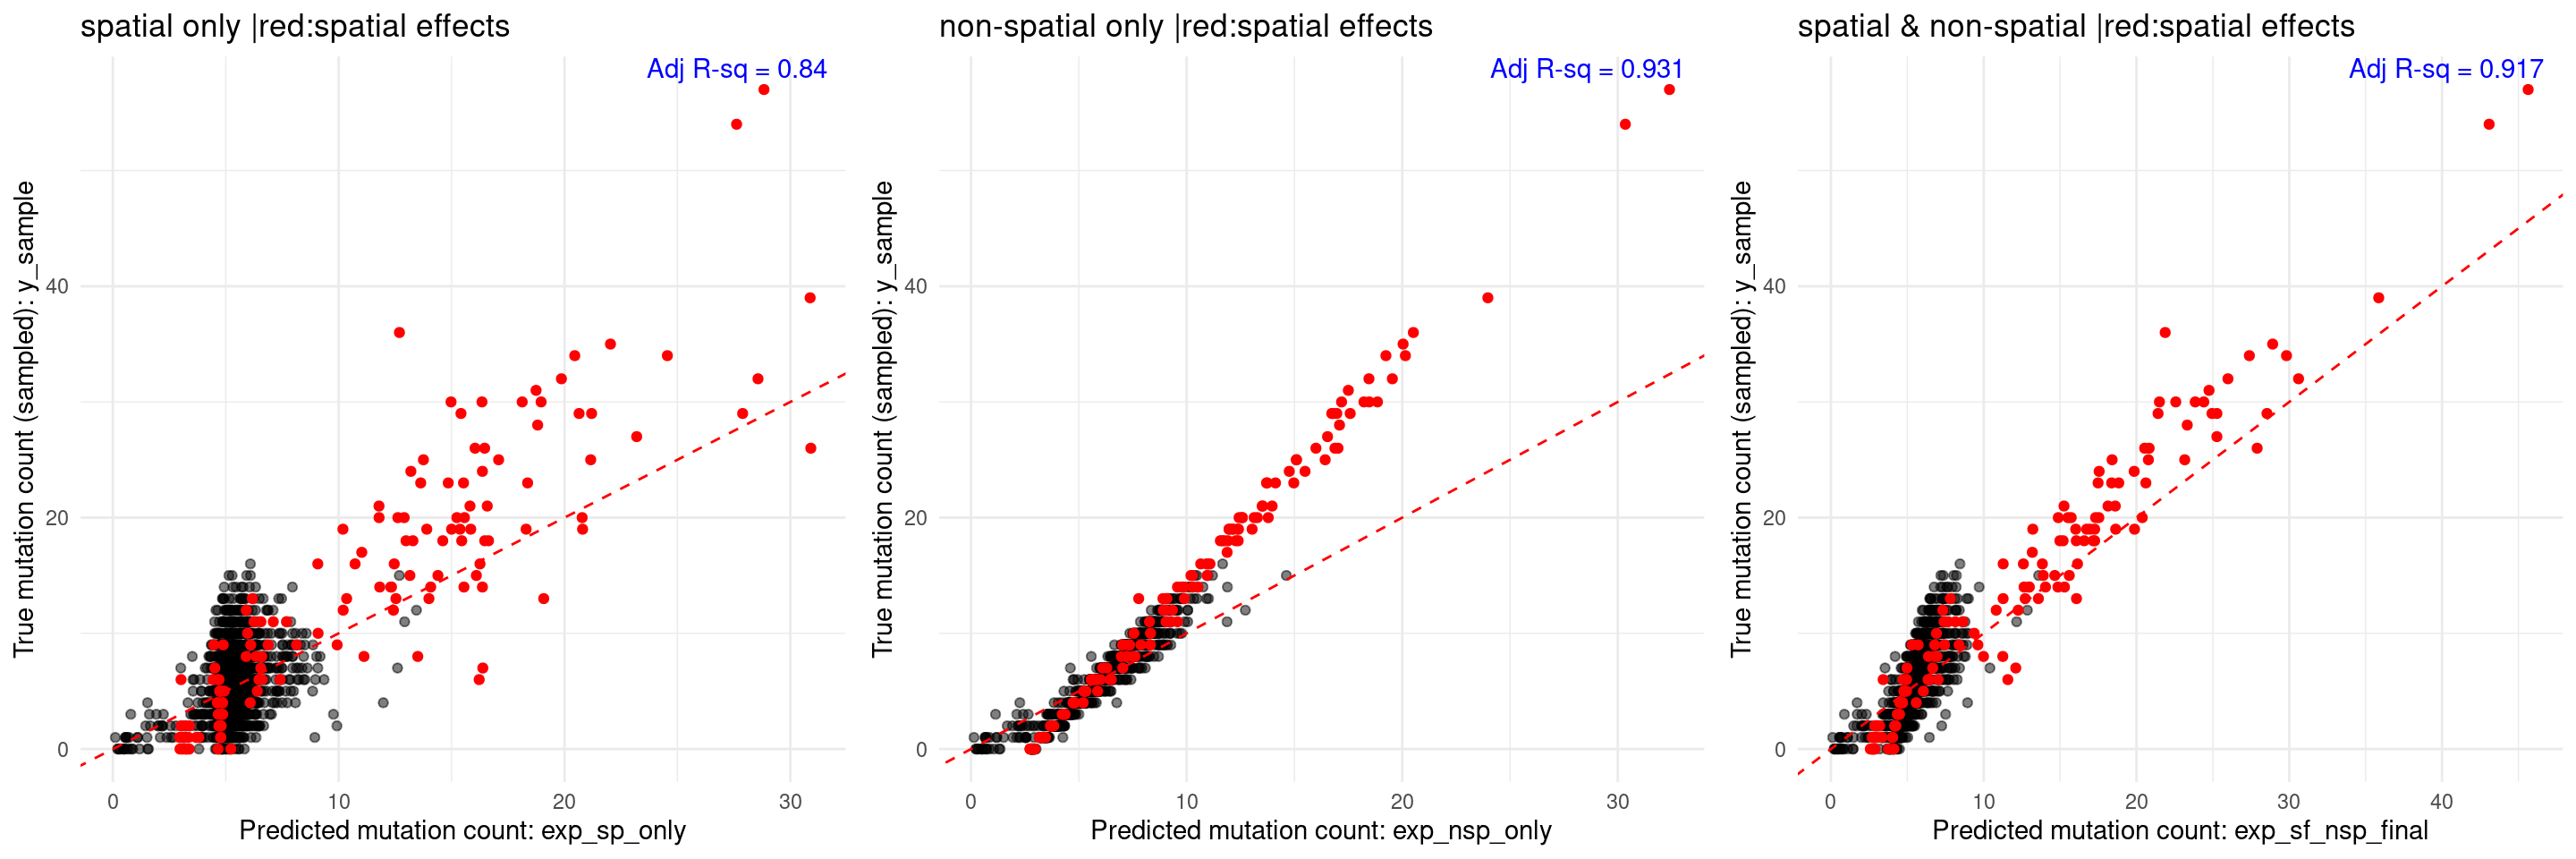 spatial only |red:spatial effects
Adj R-sq = 0.84
True mutation count (sampled): y_sample
40
20
0
0 10 20 30
Predicted mutation count: exp_sp_only
non-spatial only |red:spatial effects
Adj R-sq = 0.931
True mutation count (sampled): y_sample
40
20
0
0 10 20 30
Predicted mutation count: exp_nsp_only
spatial & non-spatial |red:spatial effects
Adj R-sq = 0.917
True mutation count (sampled): y_sample
40
20
0
0 10 20 30 40
Predicted mutation count: exp_sf_nsp_final